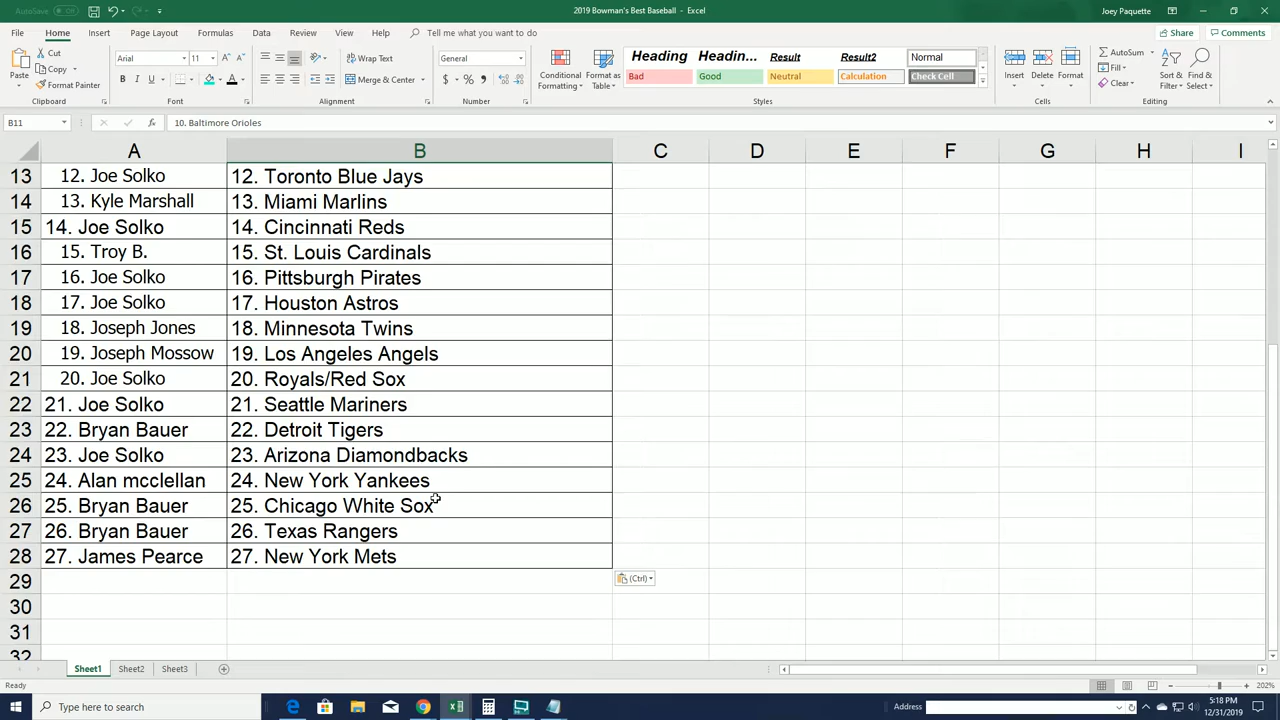 AutoSave Off 2019 Bowman's Best Baseball - Excel Joey Paquette
File Home Insert Page Layout Formulas Data Review View Help Tell me what you want to do Share Comments
Cut
Copy
Format Painter
Paste
Clipboard
Arial 11
B I U
Font
Wrap Text
Merge & Center
Alignment
General
$ % ,
Number
Conditional Formatting
Format as Table
Heading Headin... Result Result2 Normal
Bad Good Neutral Calculation Check Cell
Styles
Insert Delete Format
Cells
AutoSum
Fill
Clear
Sort & Filter
Find & Select
Editing
B11 fx 10. Baltimore Orioles
A B C D E F G H I
13 12. Joe Solko 12. Toronto Blue Jays
14 13. Kyle Marshall 13. Miami Marlins
15 14. Joe Solko 14. Cincinnati Reds
16 15. Troy B. 15. St. Louis Cardinals
17 16. Joe Solko 16. Pittsburgh Pirates
18 17. Joe Solko 17. Houston Astros
19 18. Joseph Jones 18. Minnesota Twins
20 19. Joseph Mossow 19. Los Angeles Angels
21 20. Joe Solko 20. Royals/Red Sox
22 21. Joe Solko 21. Seattle Mariners
23 22. Bryan Bauer 22. Detroit Tigers
24 23. Joe Solko 23. Arizona Diamondbacks
25 24. Alan mcclellan 24. New York Yankees
26 25. Bryan Bauer 25. Chicago White Sox
27 26. Bryan Bauer 26. Texas Rangers
28 27. James Pearce 27. New York Mets
29 (Ctrl)
30
31
32
Sheet1 Sheet2 Sheet3
Ready 202%
Type here to search Address 5:18 PM
12/31/2019